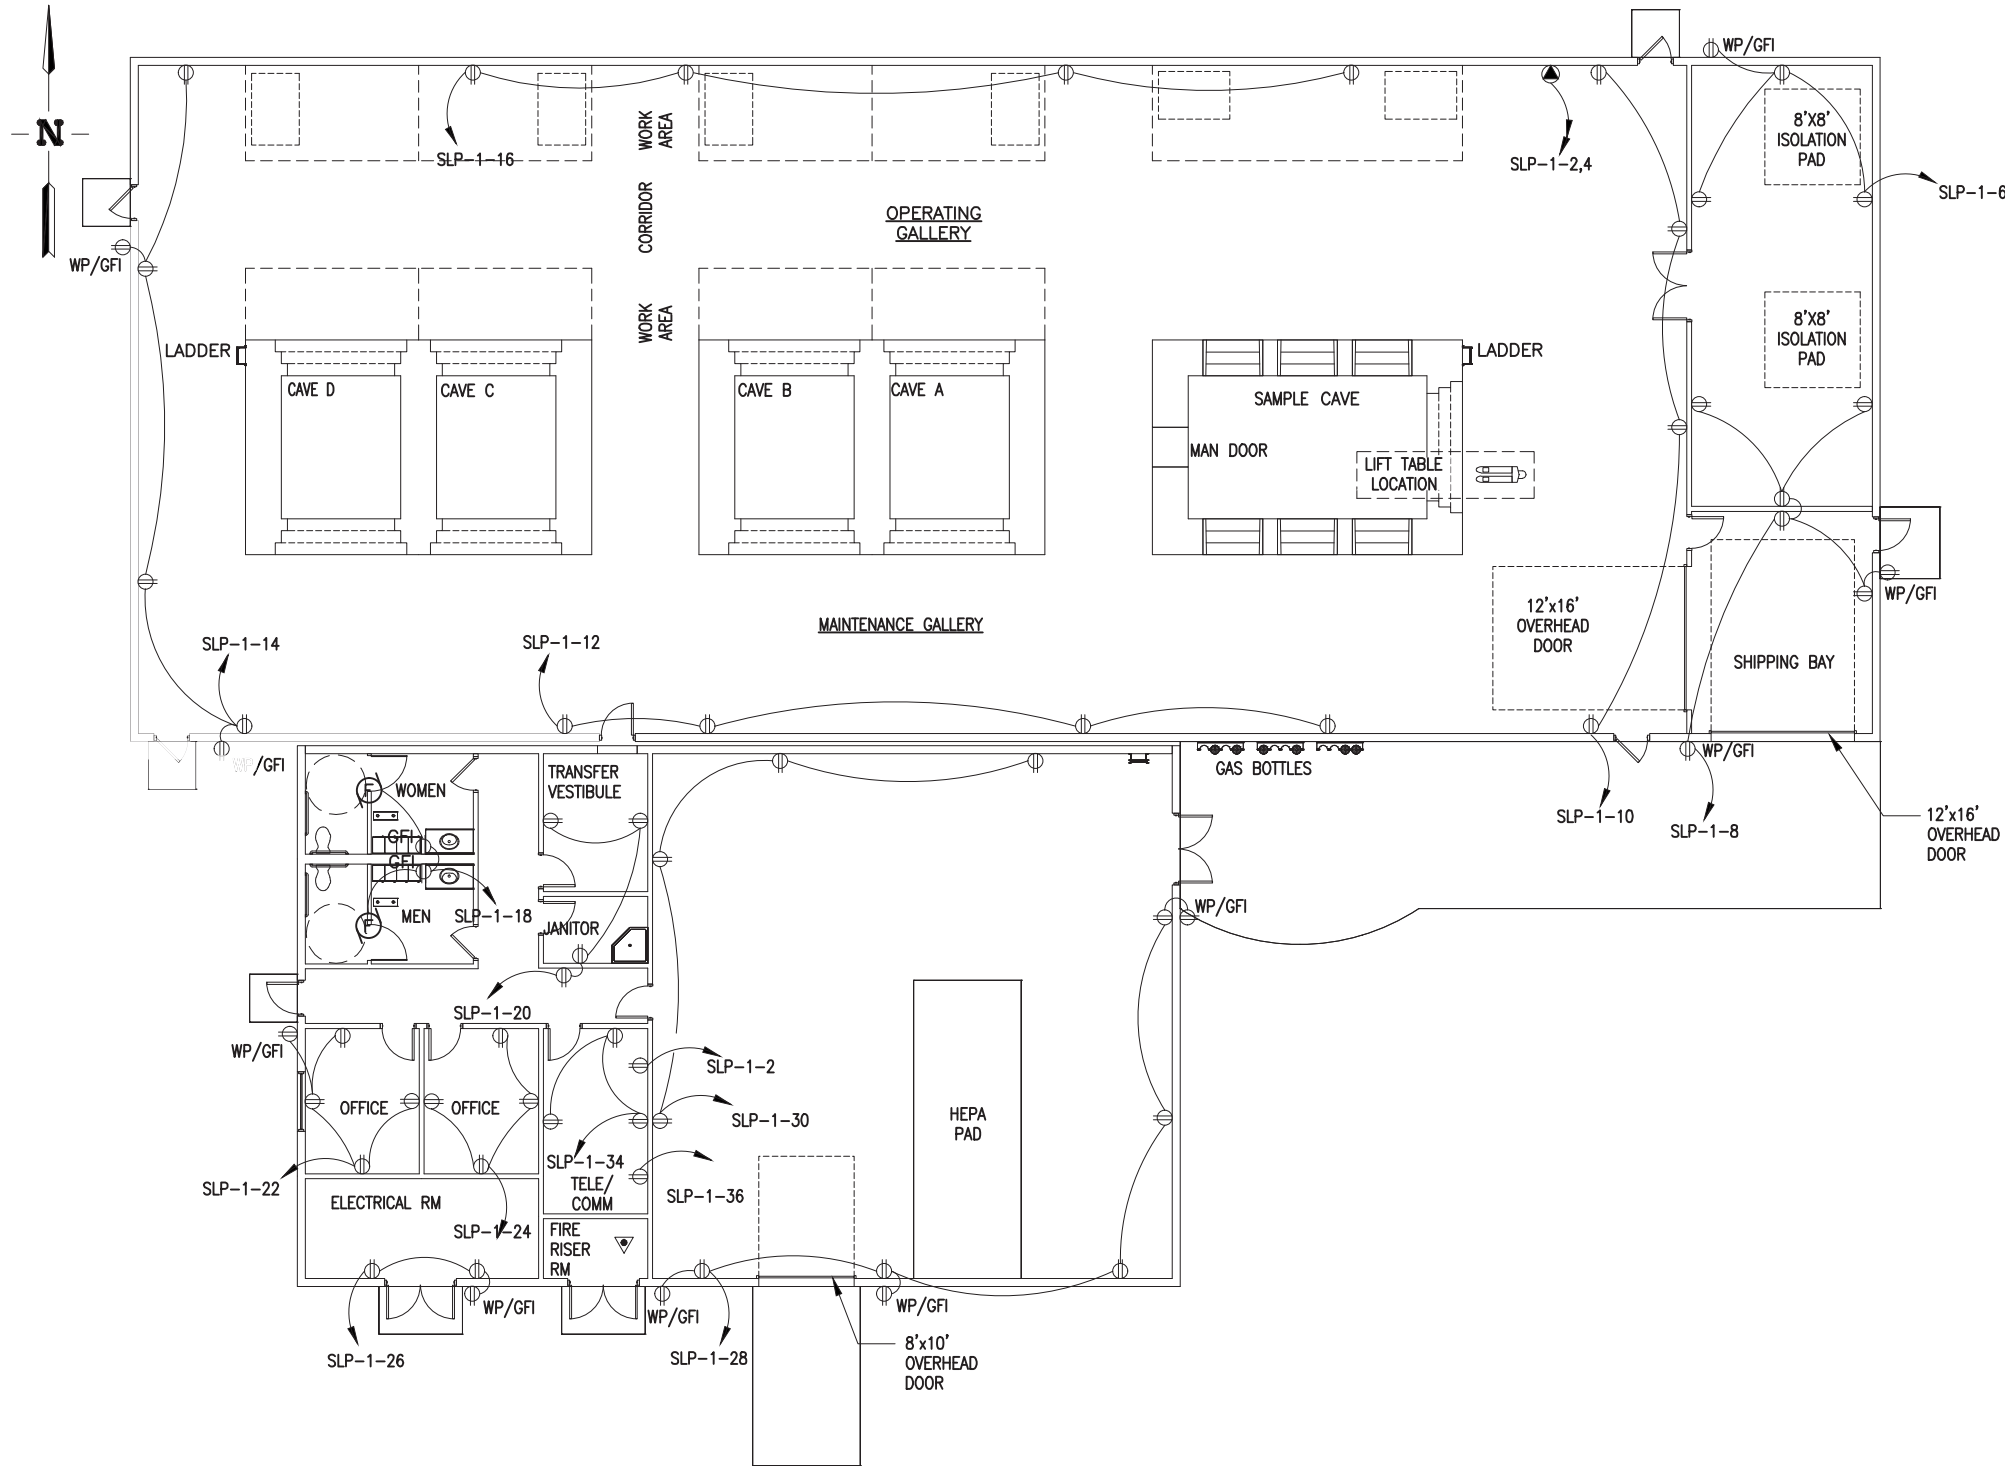 N
WP/GFI
WORK
AREA
8'X8'
ISOLATION
PAD
SLP-1-16
SLP-1-2,4
SLP-1-6
CORRIDOR
OPERATING
GALLERY
WP/GFI
WORK
AREA
8'X8'
ISOLATION
PAD
LADDER
LADDER
CAVE D
CAVE C
CAVE B
CAVE A
SAMPLE CAVE
MAN DOOR
LIFT TABLE
LOCATION
WP/GFI
12'x16'
OVERHEAD
DOOR
MAINTENANCE GALLERY
SLP-1-14
SLP-1-12
SHIPPING BAY
WP/GFI
WP/GFI
GAS BOTTLES
TRANSFER
VESTIBULE
F
WOMEN
SLP-1-10
SLP-1-8
12'x16'
OVERHEAD
DOOR
GFI
GFI
MEN
F
SLP-1-18
JANITOR
WP/GFI
SLP-1-20
WP/GFI
SLP-1-2
OFFICE
OFFICE
SLP-1-30
HEPA
PAD
SLP-1-34
TELE/
COMM
SLP-1-22
SLP-1-36
ELECTRICAL RM
SLP-1-24
FIRE
RISER
RM
WP/GFI
WP/GFI
WP/GFI
SLP-1-26
SLP-1-28
8'x10'
OVERHEAD
DOOR